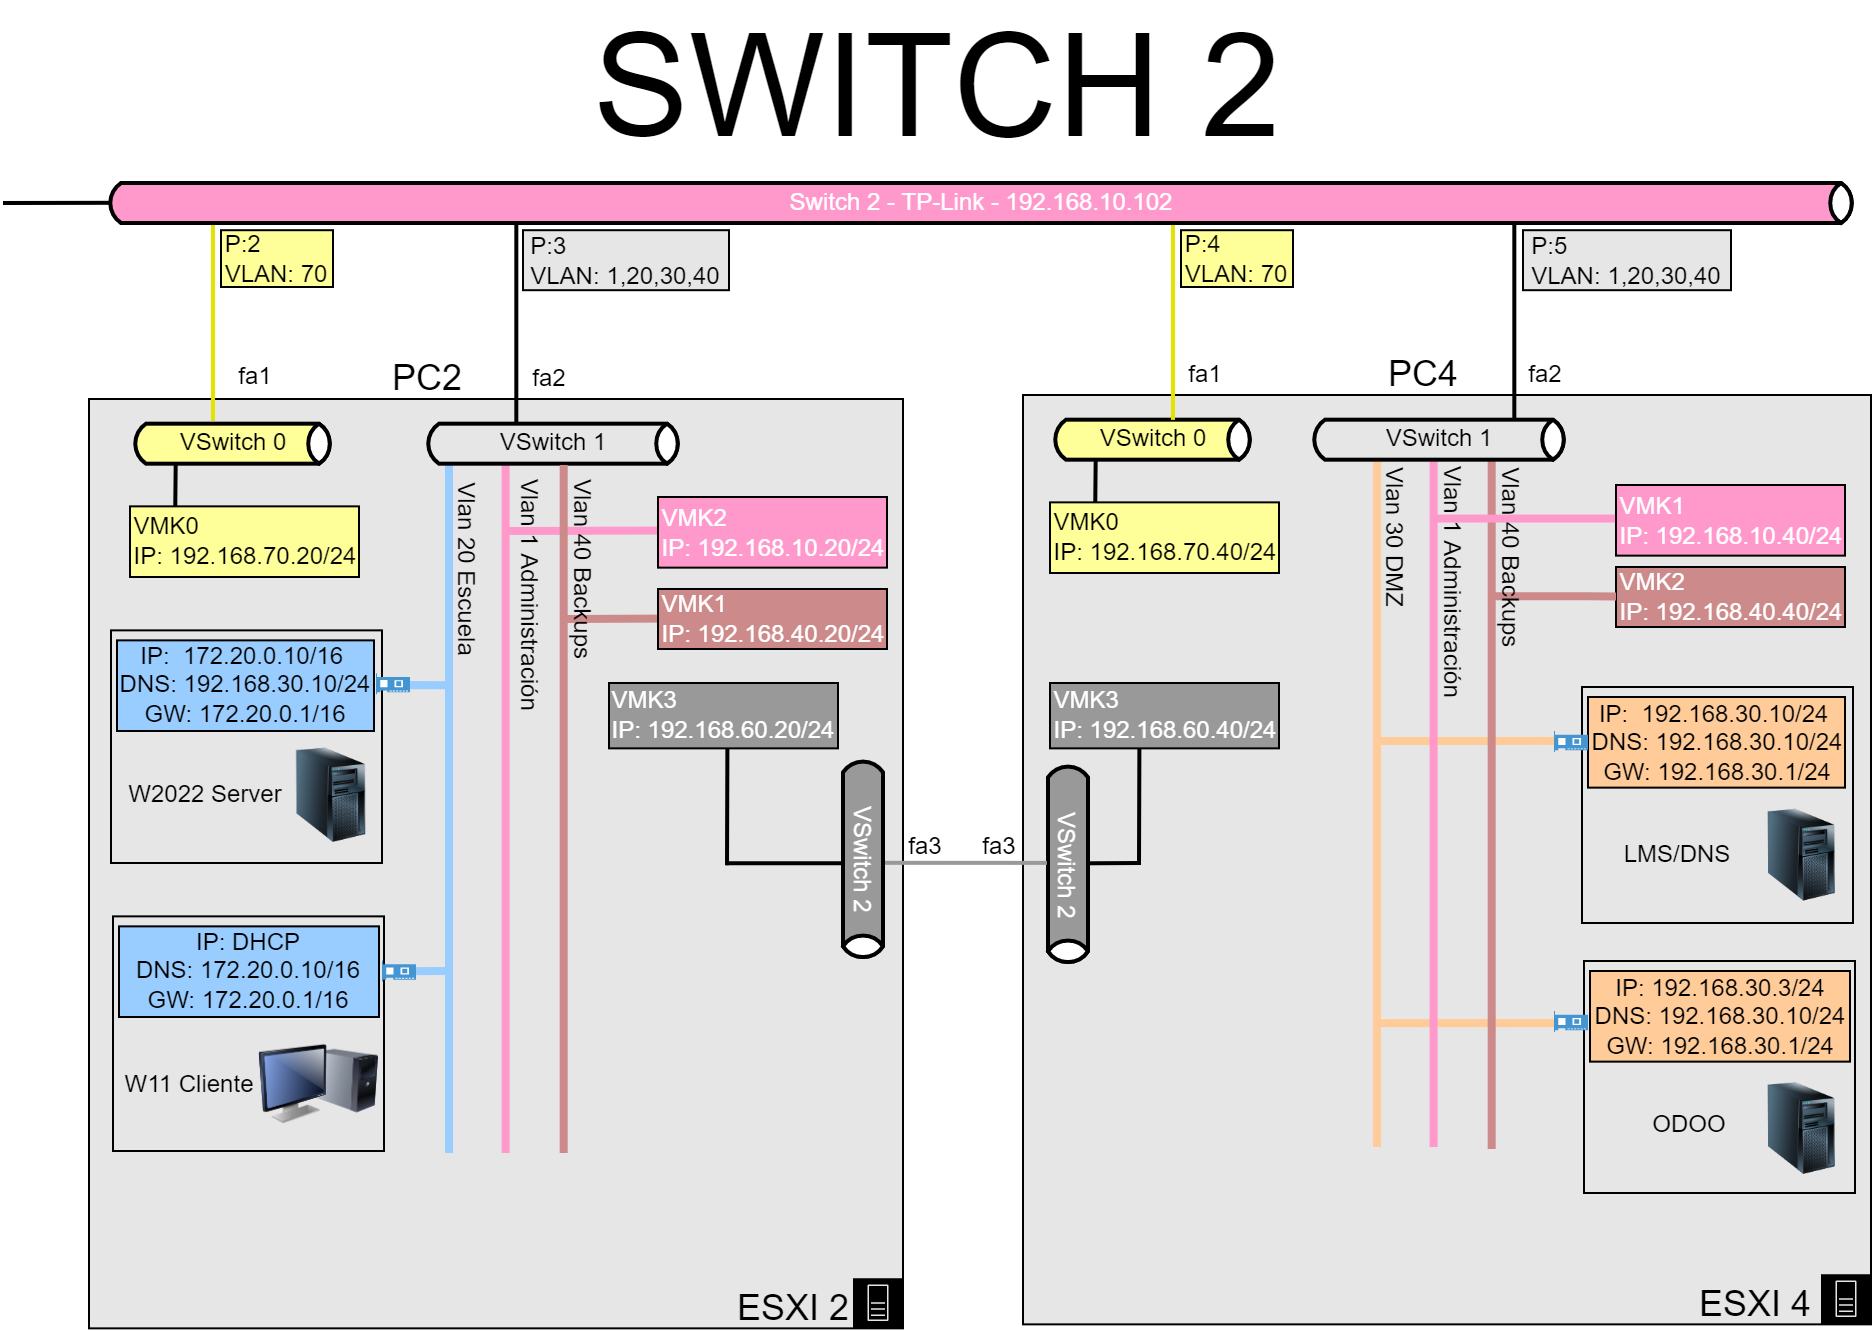 SWITCH 2
Switch 2 - TP-Link - 192.168.10.102
P:2
VLAN: 70
P:3
VLAN: 1,20,30,40
P:4
VLAN: 70
P:5
VLAN: 1,20,30,40
fa1
PC2
fa2
fa1
PC4
fa2
VSwitch 0
VSwitch 1
VMK0
IP: 192.168.70.20/24
Vlan 20 Escuela
Vlan 1 Administración
Vlan 40 Backups
VMK2
IP: 192.168.10.20/24
VMK1
IP: 192.168.40.20/24
VMK3
IP: 192.168.60.20/24
IP: 172.20.0.10/16
DNS: 192.168.30.10/24
GW: 172.20.0.1/16
W2022 Server
IP: DHCP
DNS: 172.20.0.10/16
GW: 172.20.0.1/16
W11 Cliente
VSwitch 2
fa3
ESXI 2
VSwitch 0
VSwitch 1
VMK0
IP: 192.168.70.40/24
Vlan 30 DMZ
Vlan 1 Administración
Vlan 40 Backups
VMK1
IP: 192.168.10.40/24
VMK2
IP: 192.168.40.40/24
VMK3
IP: 192.168.60.40/24
fa3
VSwitch 2
IP: 192.168.30.10/24
DNS: 192.168.30.10/24
GW: 192.168.30.1/24
LMS/DNS
IP: 192.168.30.3/24
DNS: 192.168.30.10/24
GW: 192.168.30.1/24
ODOO
ESXI 4